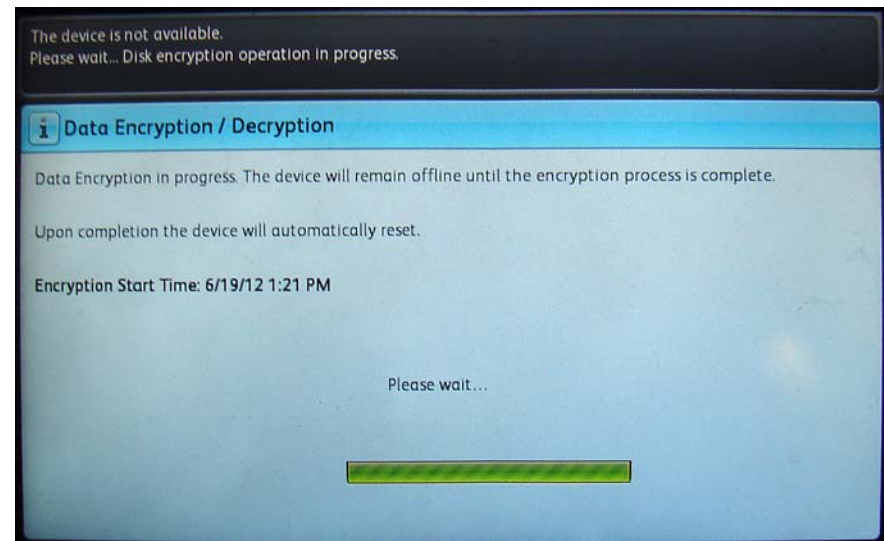 The device is not available.
Please wait... Disk encryption operation in progress.
i Data Encryption / Decryption
Data Encryption in progress. The device will remain offline until the encryption process is complete.
Upon completion the device will automatically reset.
Encryption Start Time: 6/19/12 1:21 PM
Please wait...